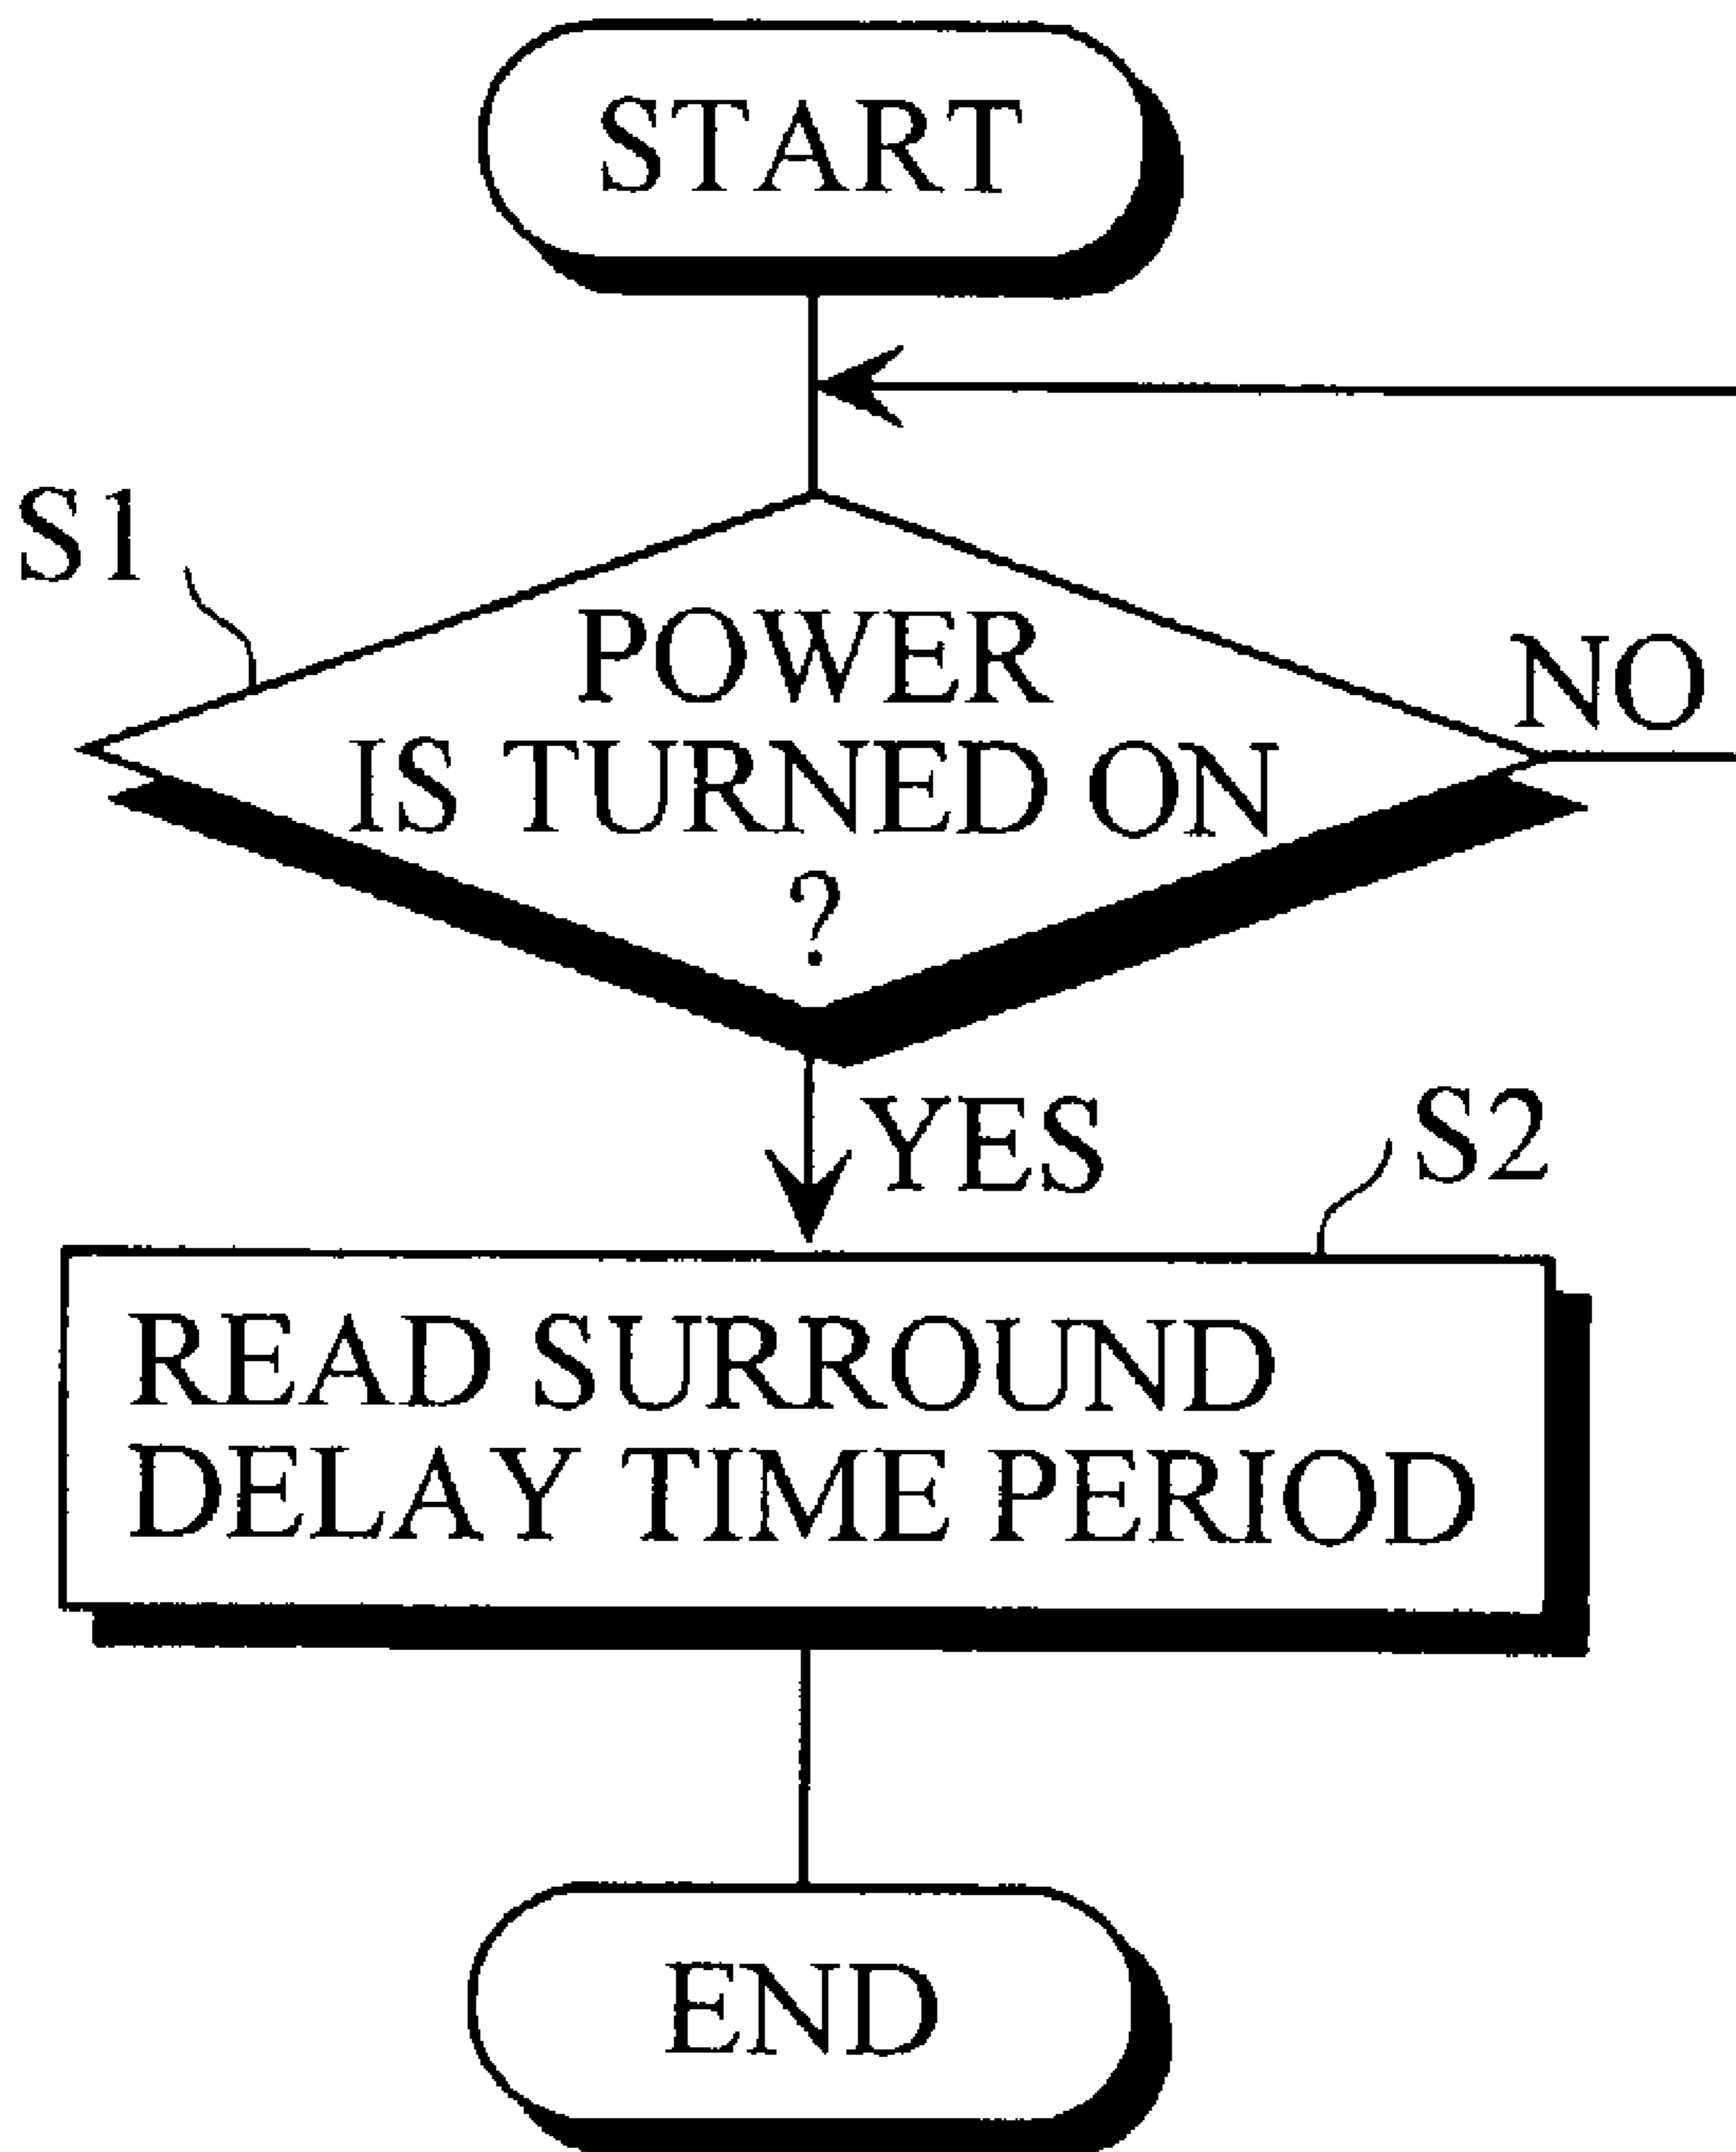 START
S1
POWER
IS TURNED ON
?
NO
YES
S2
READ SURROUND
DELAY TIME PERIOD
END